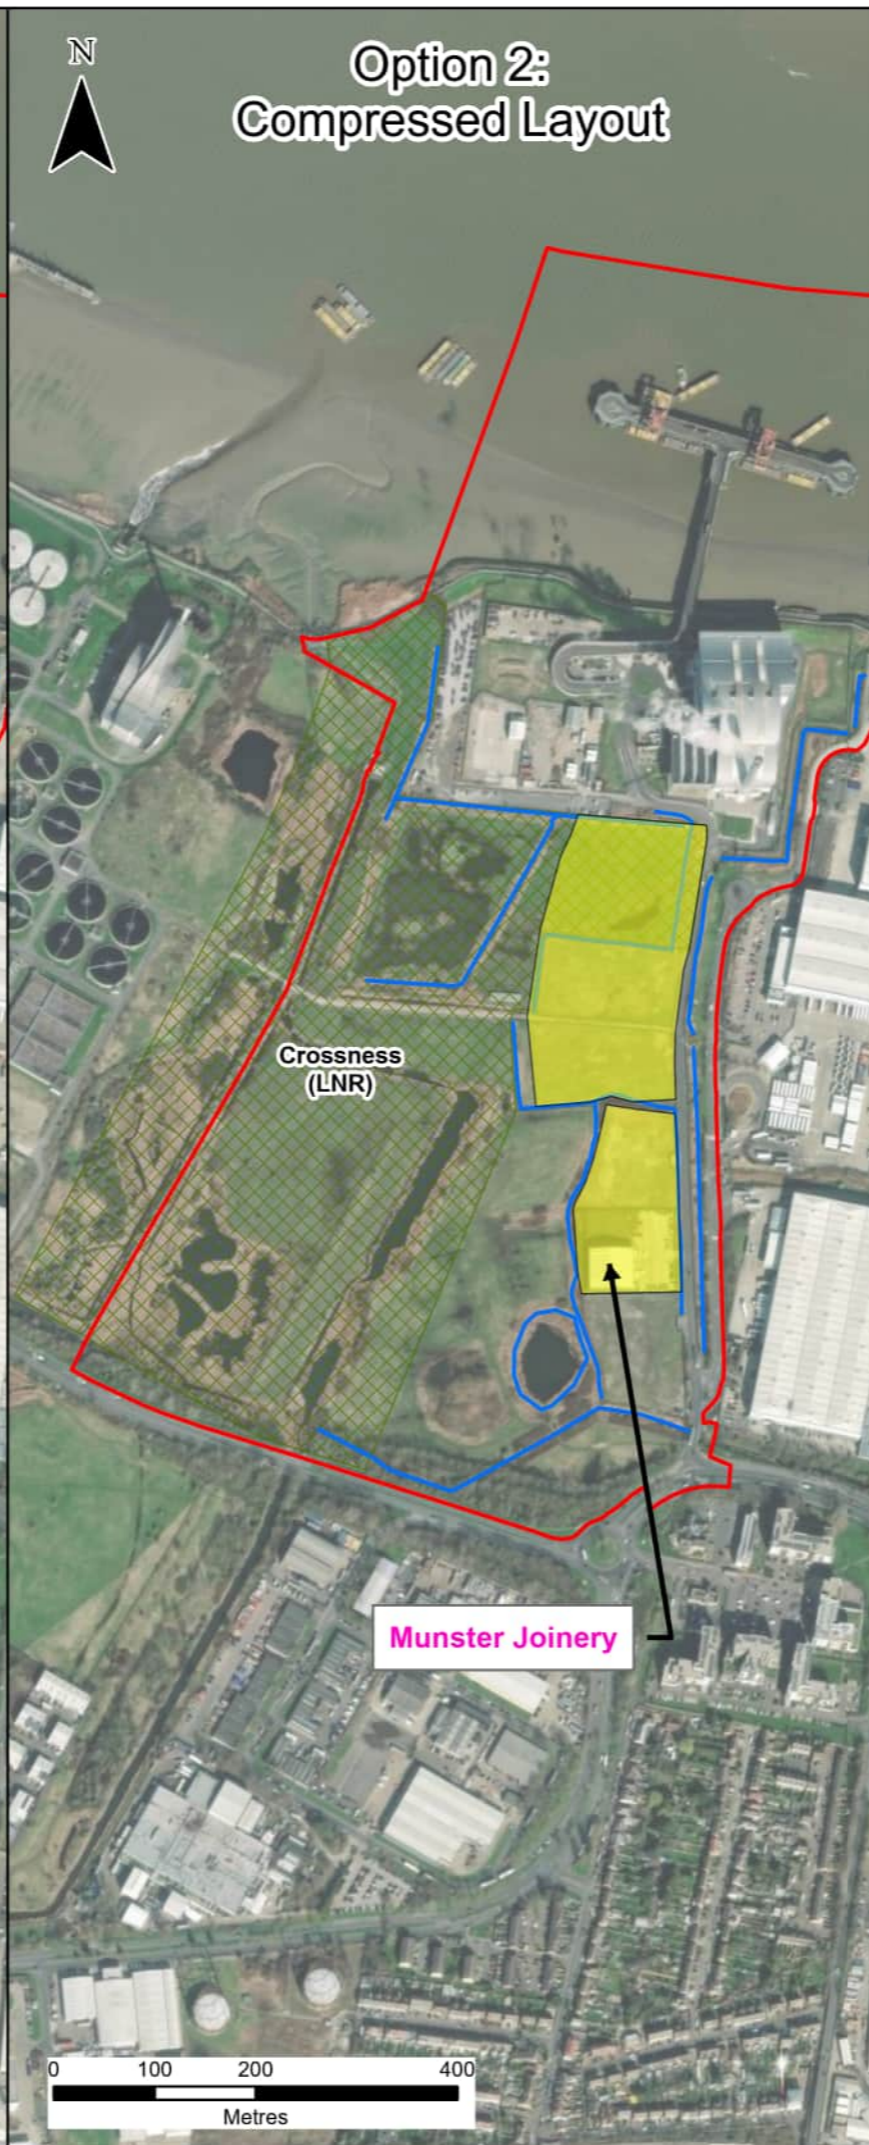 N
Option 2:
Compressed Layout
Crossness
(LNR)
Munster Joinery
0 100 200 400
Metres